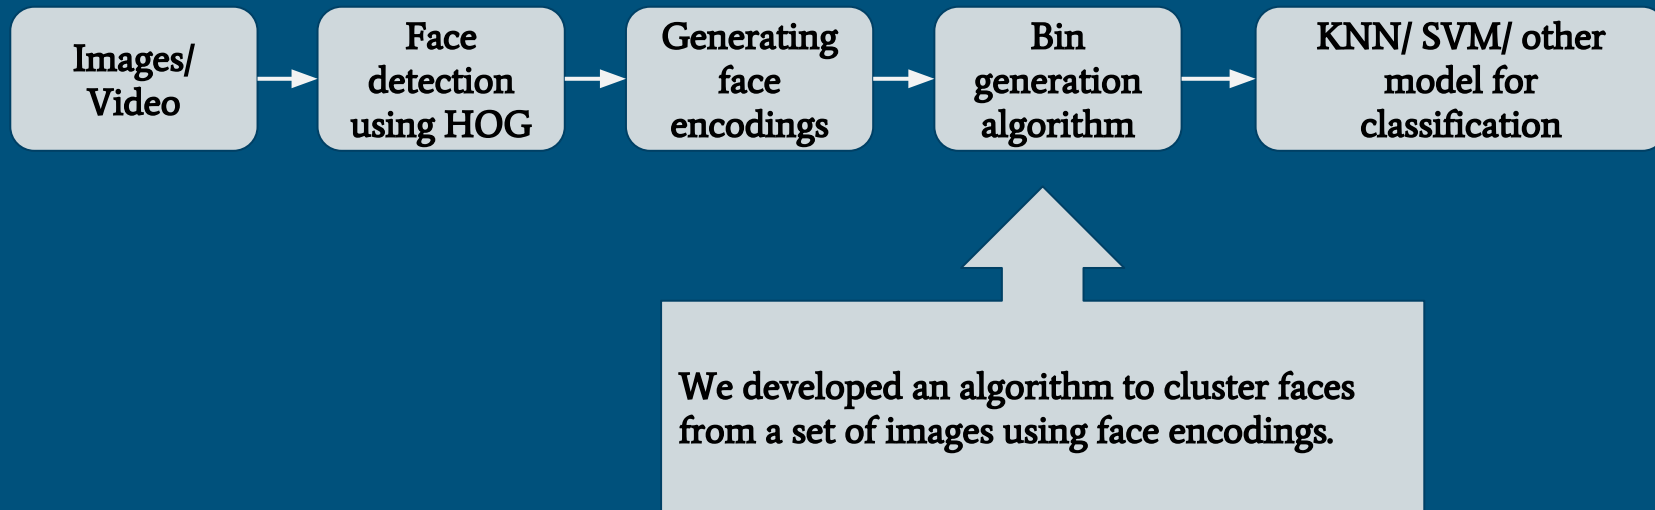 Images/
Video
Face
detection
using HOG
Generating
face
encodings
Bin
generation
algorithm
KNN/ SVM/ other
model for
classification
We developed an algorithm to cluster faces
from a set of images using face encodings.